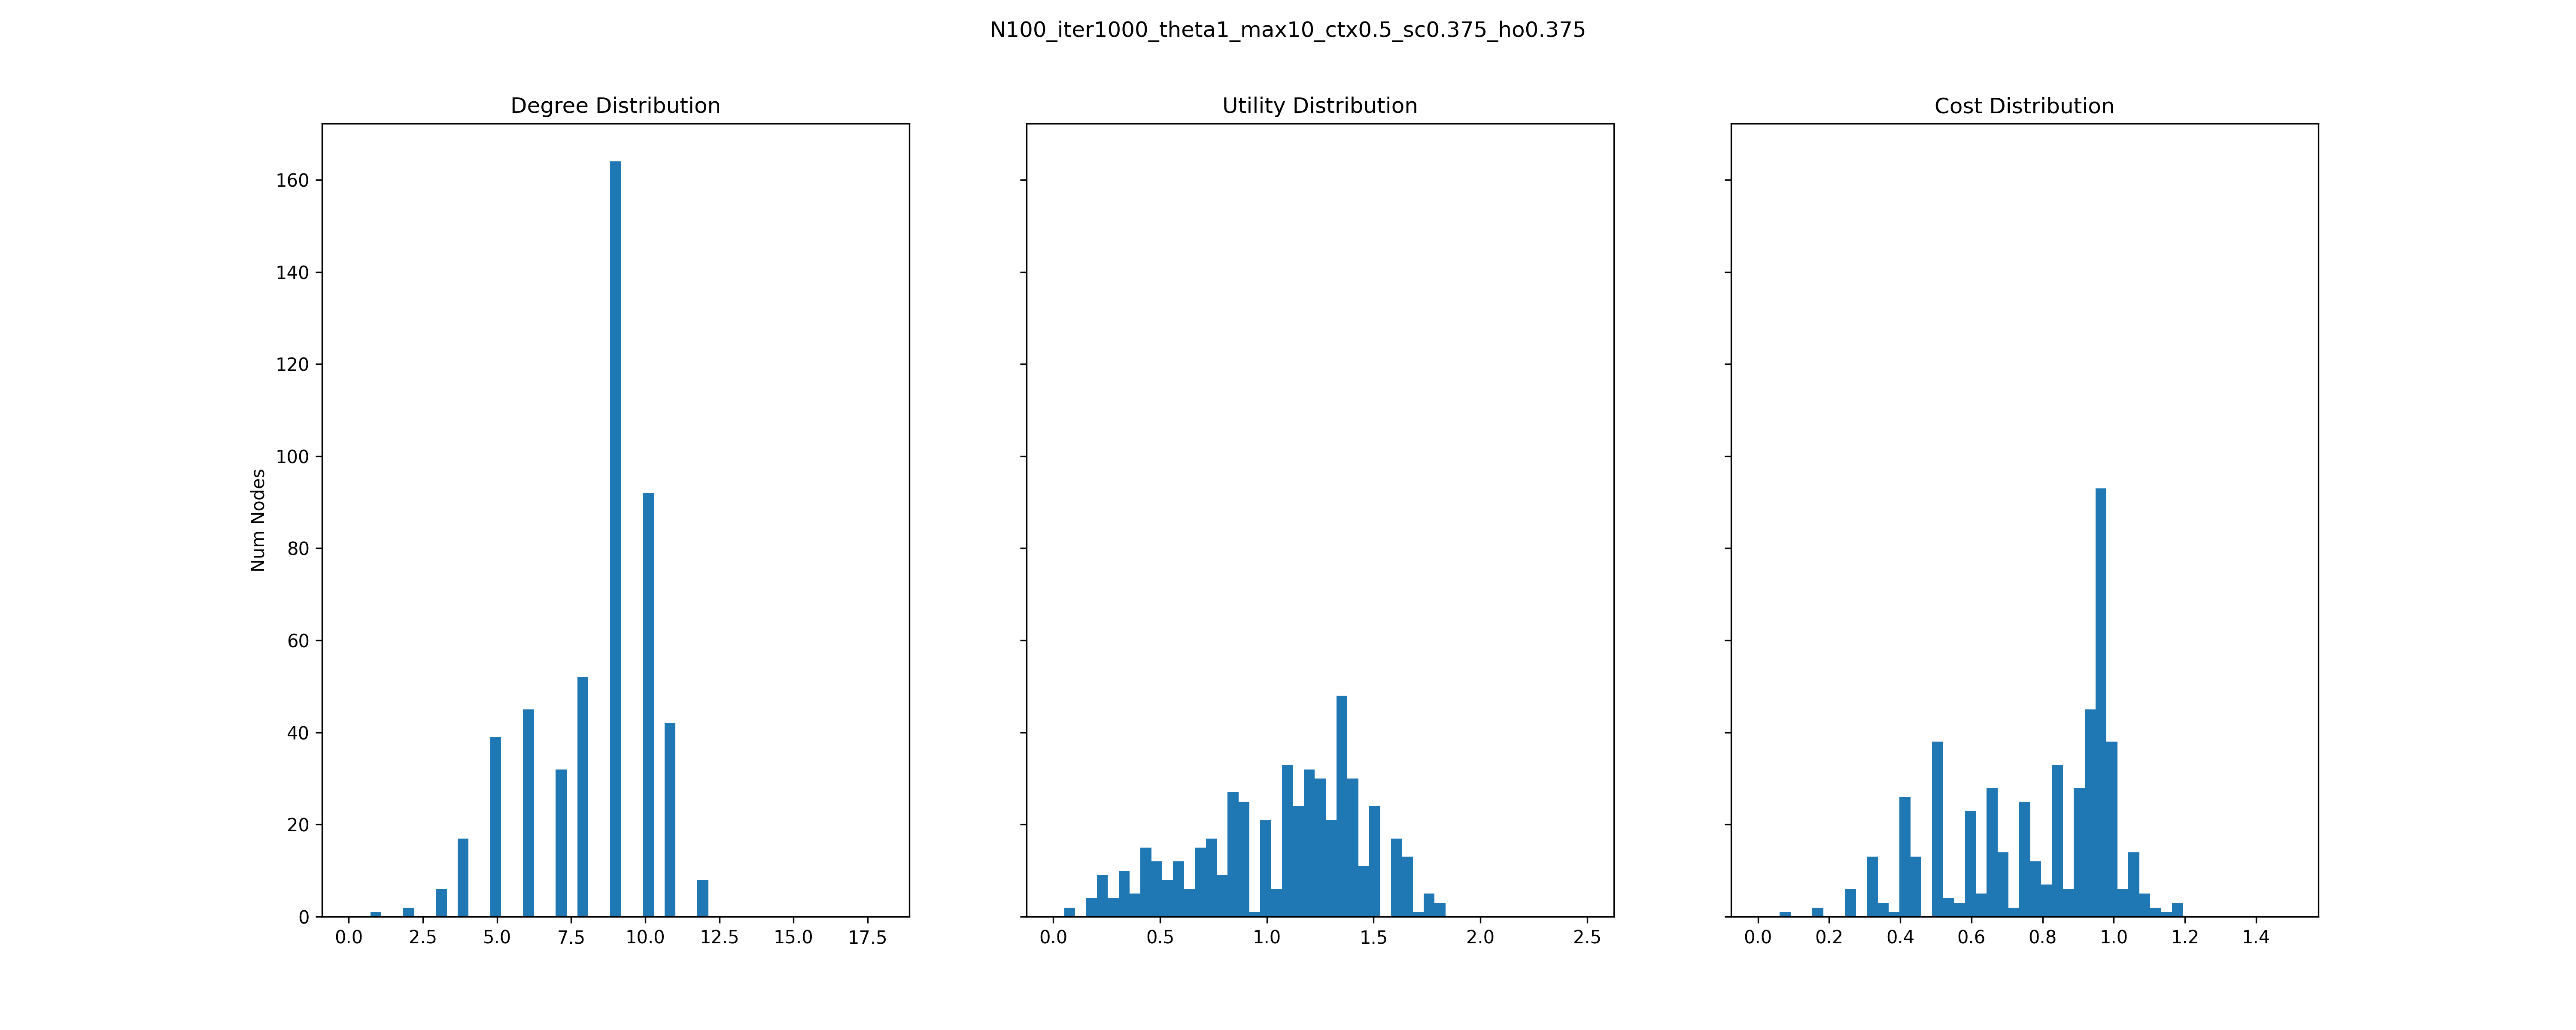 N100_iter1000_theta1_max10_ctx0.5_sc0.375_ho0.375
Degree Distribution
Utility Distribution
Cost Distribution
Num Nodes
160
140
120
100
80
60
40
20
0
0.0 2.5 5.0 7.5 10.0 12.5 15.0 17.5
0.0 0.5 1.0 1.5 2.0 2.5
0.0 0.2 0.4 0.6 0.8 1.0 1.2 1.4